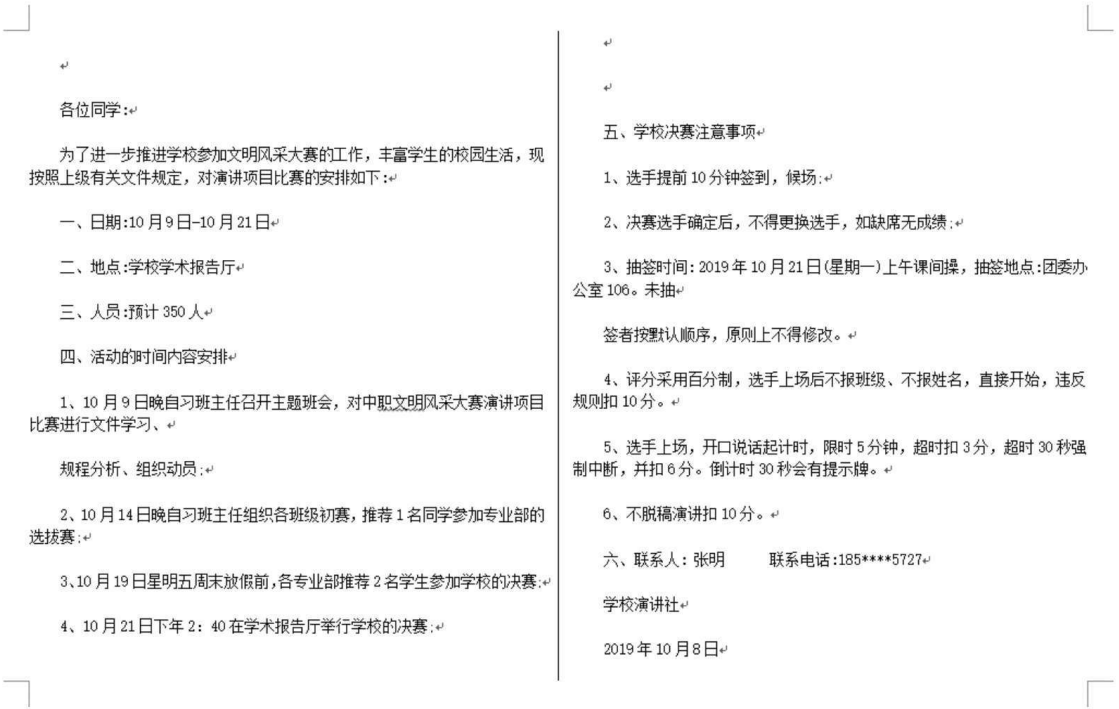 各位同学:
为了进一步推进学校参加文明风采大赛的工作，丰富学生的校园生活，现
按照上级有关文件规定，对演讲项目比赛的安排如下:
一、日期:10月9日-10月21日
二、地点:学校学术报告厅
三、人员:预计350人
四、活动的时间内容安排
1、10月9日晚自习班主任召开主题班会，对中职文明风采大赛演讲项目
比赛进行文件学习、
规程分析、组织动员;
2、10月14日晚自习班主任组织各班级初赛，推荐1名同学参加专业部的
选拔赛;
3、10月19日星明五周末放假前,各专业部推荐2名学生参加学校的决赛;
4、10月21日下年2：40在学术报告厅举行学校的决赛;
五、学校决赛注意事项
1、选手提前10分钟签到，候场;
2、决赛选手确定后，不得更换选手，如缺席无成绩;
3、抽签时间:2019年10月21日(星期一)上午课间操，抽签地点:团委办
公室106。未抽
签者按默认顺序，原则上不得修改。
4、评分采用百分制，选手上场后不报班级、不报姓名，直接开始，违反
规则扣10分。
5、选手上场，开口说话起计时，限时5分钟，超时扣3分，超时30秒强
制中断，并扣6分。倒计时30秒会有提示牌。
6、不脱稿演讲扣10分。
六、联系人：张明 联系电话:185****5727
学校演讲社
2019年10月8日